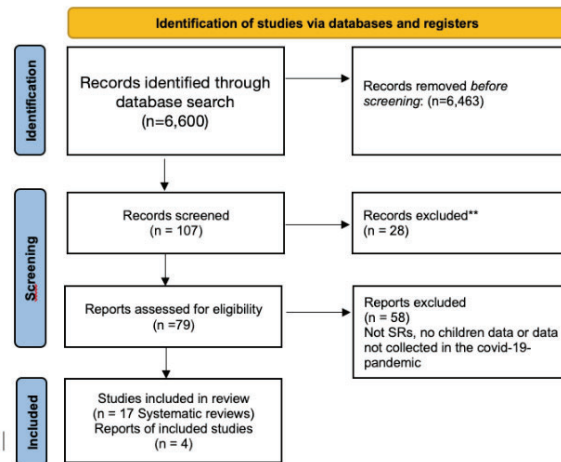 Identification of studies via databases and registers
Identification
Records identified through
database search
(n=6,600)
Records removed before
screening: (n=6,463)
Screening
Records screened
(n = 107)
Records excluded**
(n = 28)
Reports assessed for eligibility
(n =79)
Reports excluded
(n = 58)
Not SRs, no children data or data
not collected in the covid-19-
pandemic
Included
Studies included in review
(n = 17 Systematic reviews)
Reports of included studies
(n = 4)